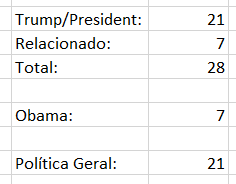 Trump/President: 21
Relacionado: 7
Total: 28
Obama: 7
Política Geral: 21